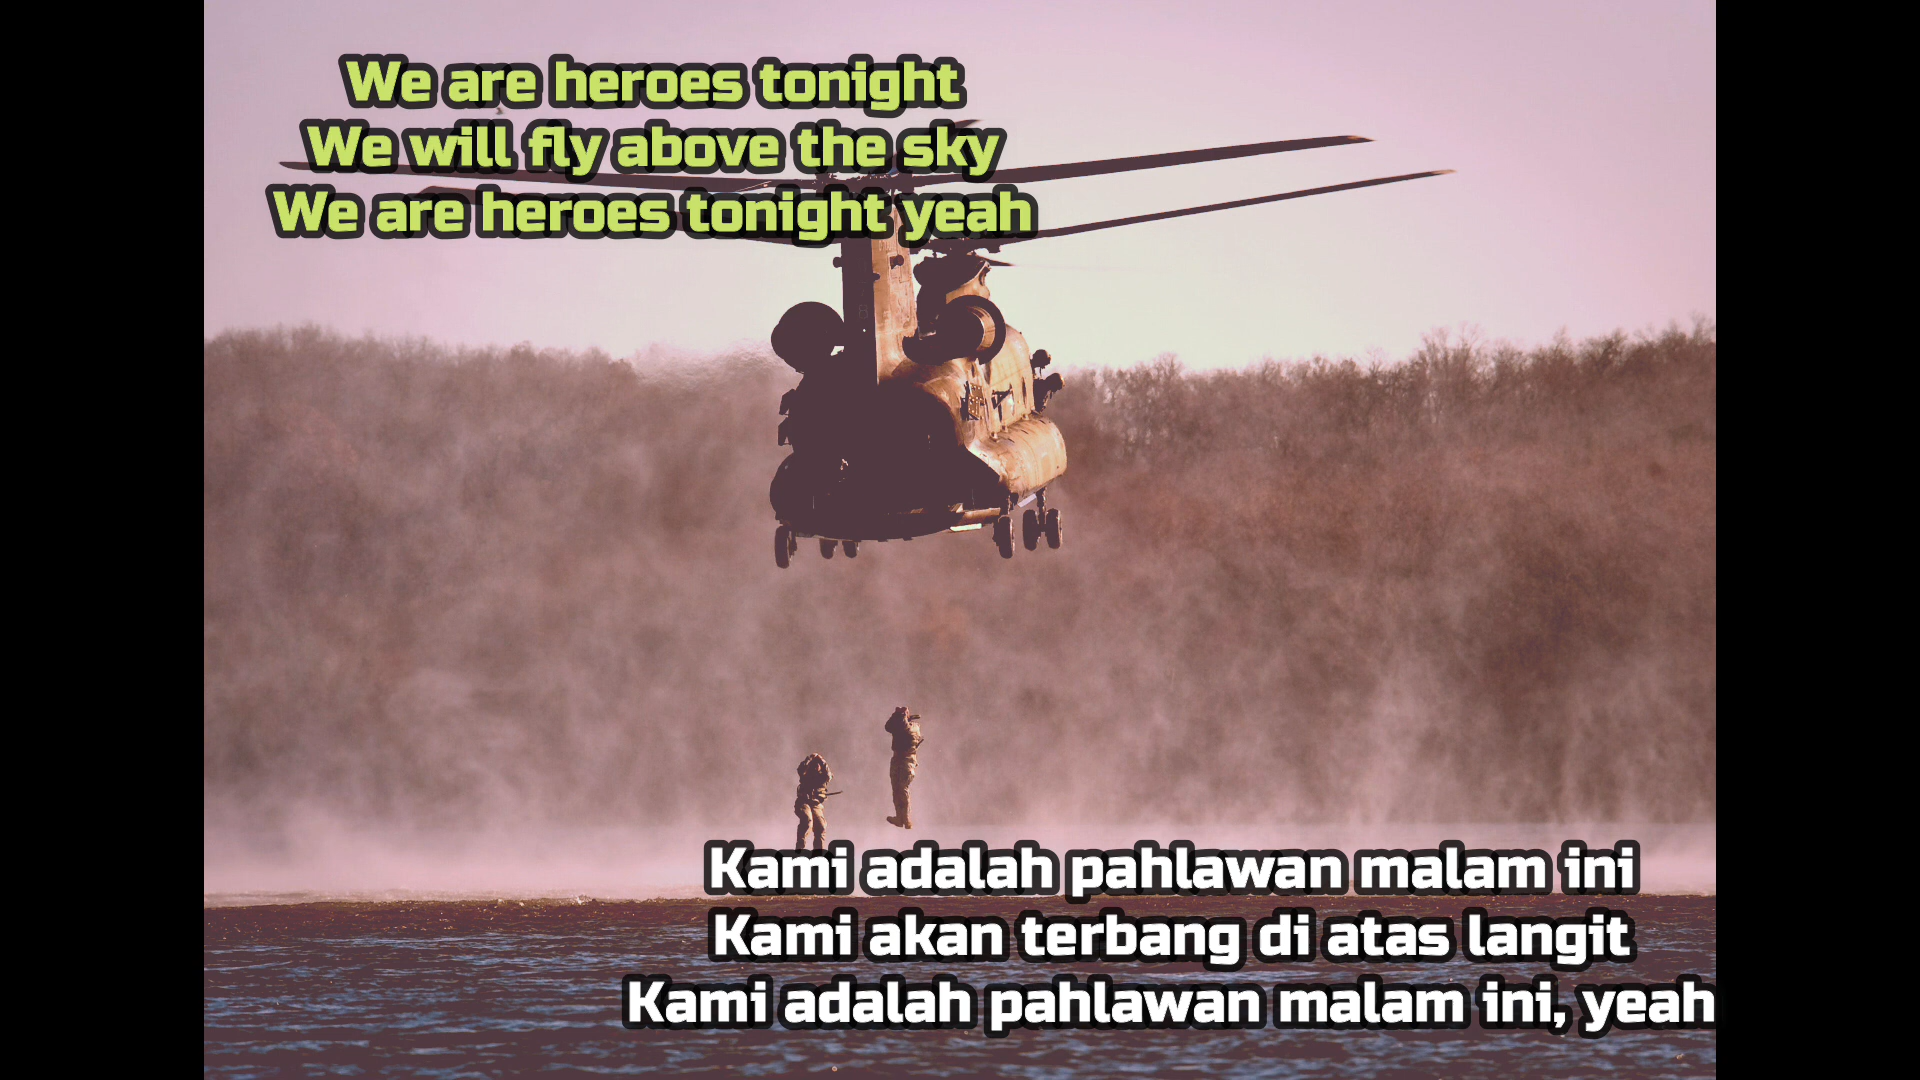 We are heroes tonight
We will fly above the sky
We are heroes tonight yeah
Kami adalah pahlawan malam ini
Kami akan terbang di atas langit
Kami adalah pahlawan malam ini, yeah